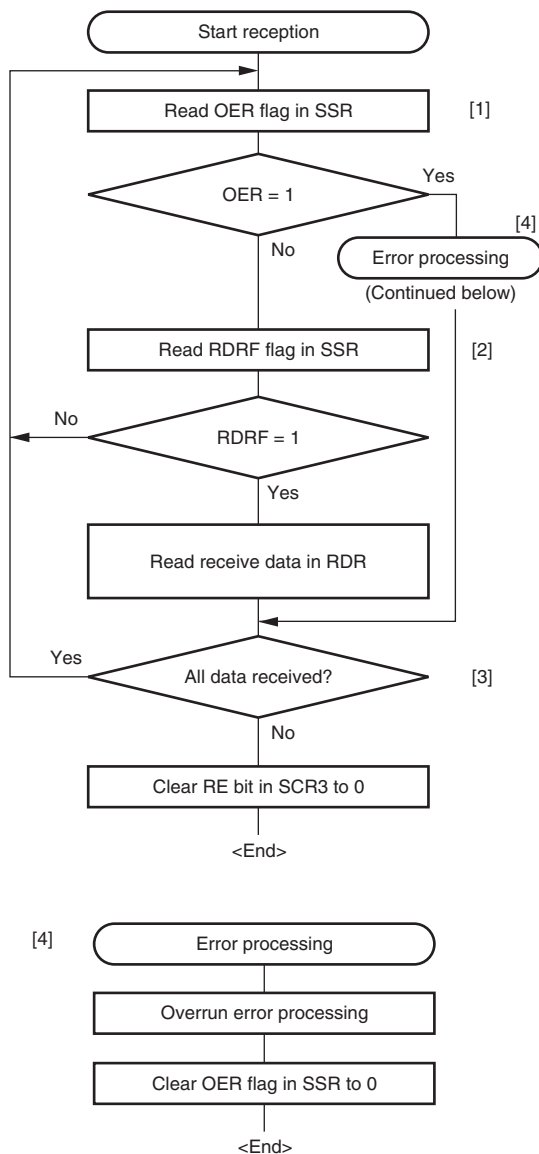 Start reception
Read OER flag in SSR
[1]
OER = 1
Yes
No
[4]
Error processing
(Continued below)
Read RDRF flag in SSR
[2]
No
RDRF = 1
Yes
Read receive data in RDR
Yes
All data received?
[3]
No
Clear RE bit in SCR3 to 0
<End>
[4]
Error processing
Overrun error processing
Clear OER flag in SSR to 0
<End>